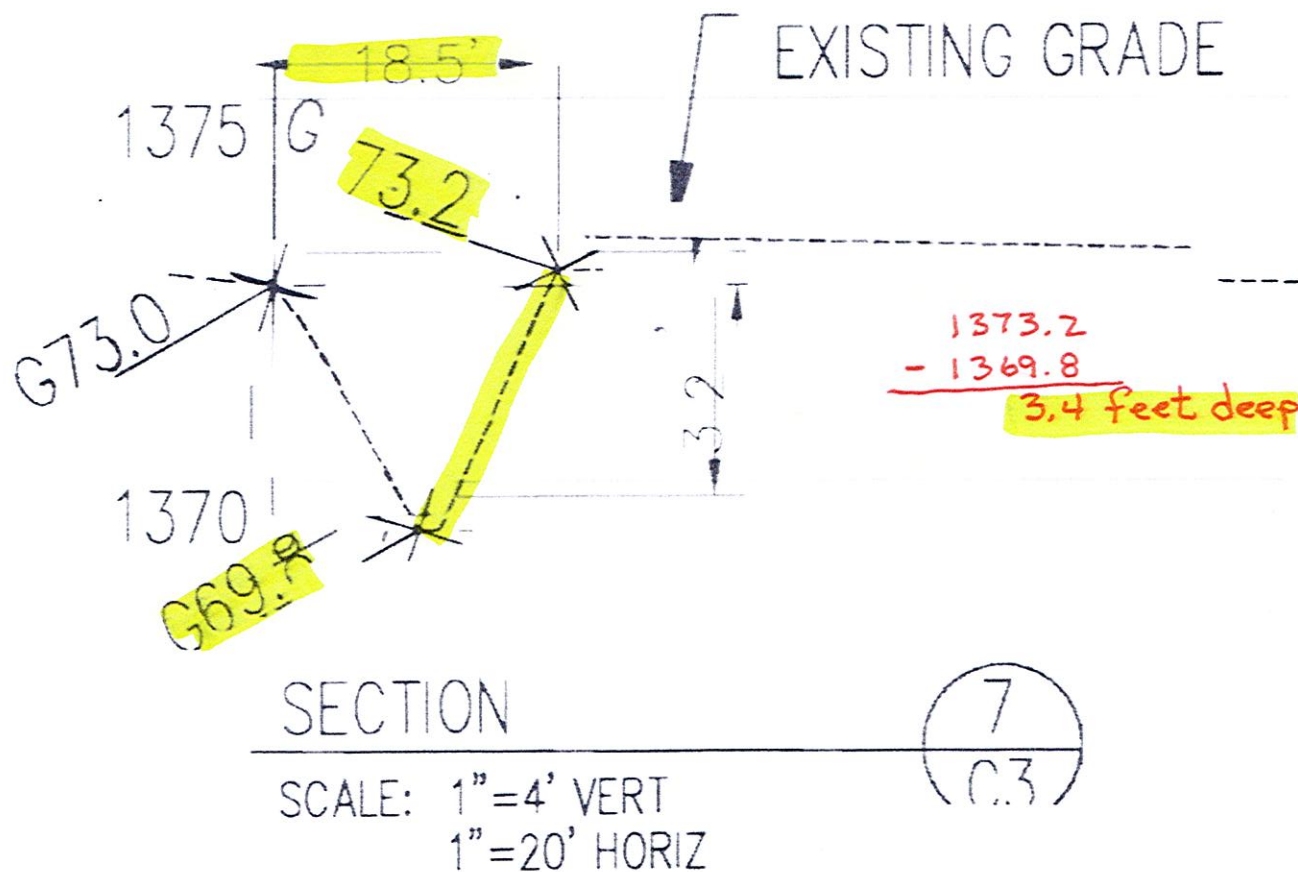 18.5'
EXISTING GRADE
1375 G
73.2
G73.0
1373.2
- 1369.8
3.4 feet deep
3.2
1370
G69.8
SECTION
7
C.3
SCALE: 1"=4' VERT
1"=20' HORIZ